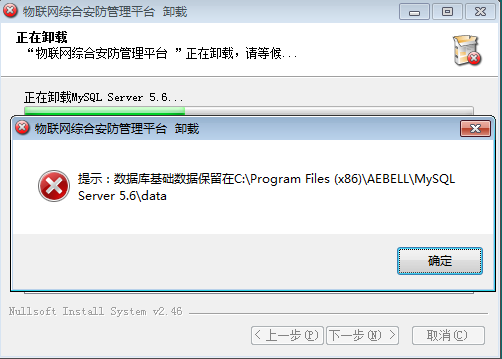 物联网综合安防管理平台 卸载
正在卸载
“物联网综合安防管理平台 ”正在卸载，请等候...
正在卸载MySQL Server 5.6...
物联网综合安防管理平台 卸载
提示：数据库基础数据保留在C:\Program Files (x86)\AEBELL\MySQL
Server 5.6\data
确定
Nullsoft Install System v2.46
< 上一步(P) 下一步(N) > 取消(C)